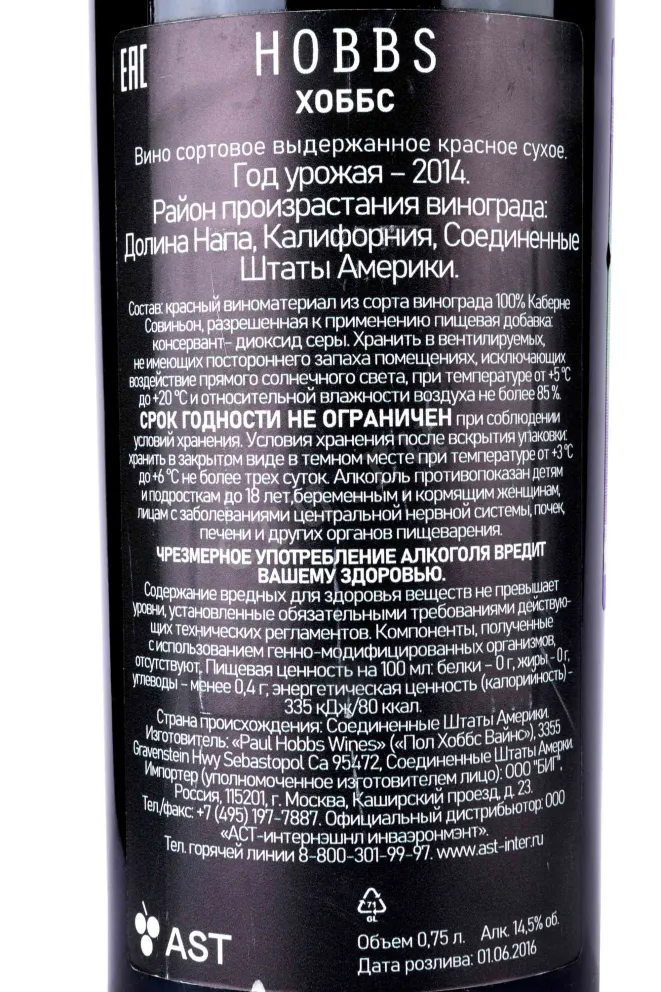 EAC
HOBBS
ХОББС
Вино сортовое выдержанное красное сухое.
Год урожая – 2014.
Район произрастания винограда:
Долина Напа, Калифорния, Соединенные
Штаты Америки.
Состав: красный виноматериал из сорта винограда 100% Каберне
Совиньон, разрешенная к применению пищевая добавка:
консервант– диоксид серы. Хранить в вентилируемых,
не имеющих постороннего запаха помещениях, исключающих
воздействие прямого солнечного света, при температуре от +5 °C
до +20 °C и относительной влажности воздуха не более 85 %.
СРОК ГОДНОСТИ НЕ ОГРАНИЧЕН при соблюдении
условий хранения. Условия хранения после вскрытия упаковки:
хранить в закрытом виде в темном месте при температуре от +3 °C
до +6 °C не более трех суток. Алкоголь противопоказан детям
и подросткам до 18 лет,беременным и кормящим женщинам,
лицам с заболеваниями центральной нервной системы, почек,
печени и других органов пищеварения.
ЧРЕЗМЕРНОЕ УПОТРЕБЛЕНИЕ АЛКОГОЛЯ ВРЕДИТ
ВАШЕМУ ЗДОРОВЬЮ.
Содержание вредных для здоровья веществ не превышает
уровни, установленные обязательными требованиями действую-
щих технических регламентов. Компоненты, полученные
с использованием генно-модифицированных организмов,
отсутствуют, Пищевая ценность на 100 мл: белки – 0 г, жиры – 0 г,
углеводы – менее 0,4 г, энергетическая ценность (калорийность) –
335 кДж/80 ккал.
Страна происхождения: Соединенные Штаты Америки.
Изготовитель: «Paul Hobbs Wines» («Пол Хоббс Вайнс»), 3355
Gravenstein Hwy Sebastopol Ca 95472, Соединенные Штаты Америки.
Импортер (уполномоченное изготовителем лицо): ООО "БИГ",
Россия, 115201, г. Москва, Каширский проезд, д. 23.
Тел/факс: +7 (495) 197-7887. Официальный дистрибьютор: ООО
«АСТ-интернэшнл инваэронмэнт».
Тел. горячей линии 8-800-301-99-97. www.ast-inter.ru
71
GL
AST
Объем 0,75 л. Алк. 14,5% об.
Дата розлива: 01.06.2016